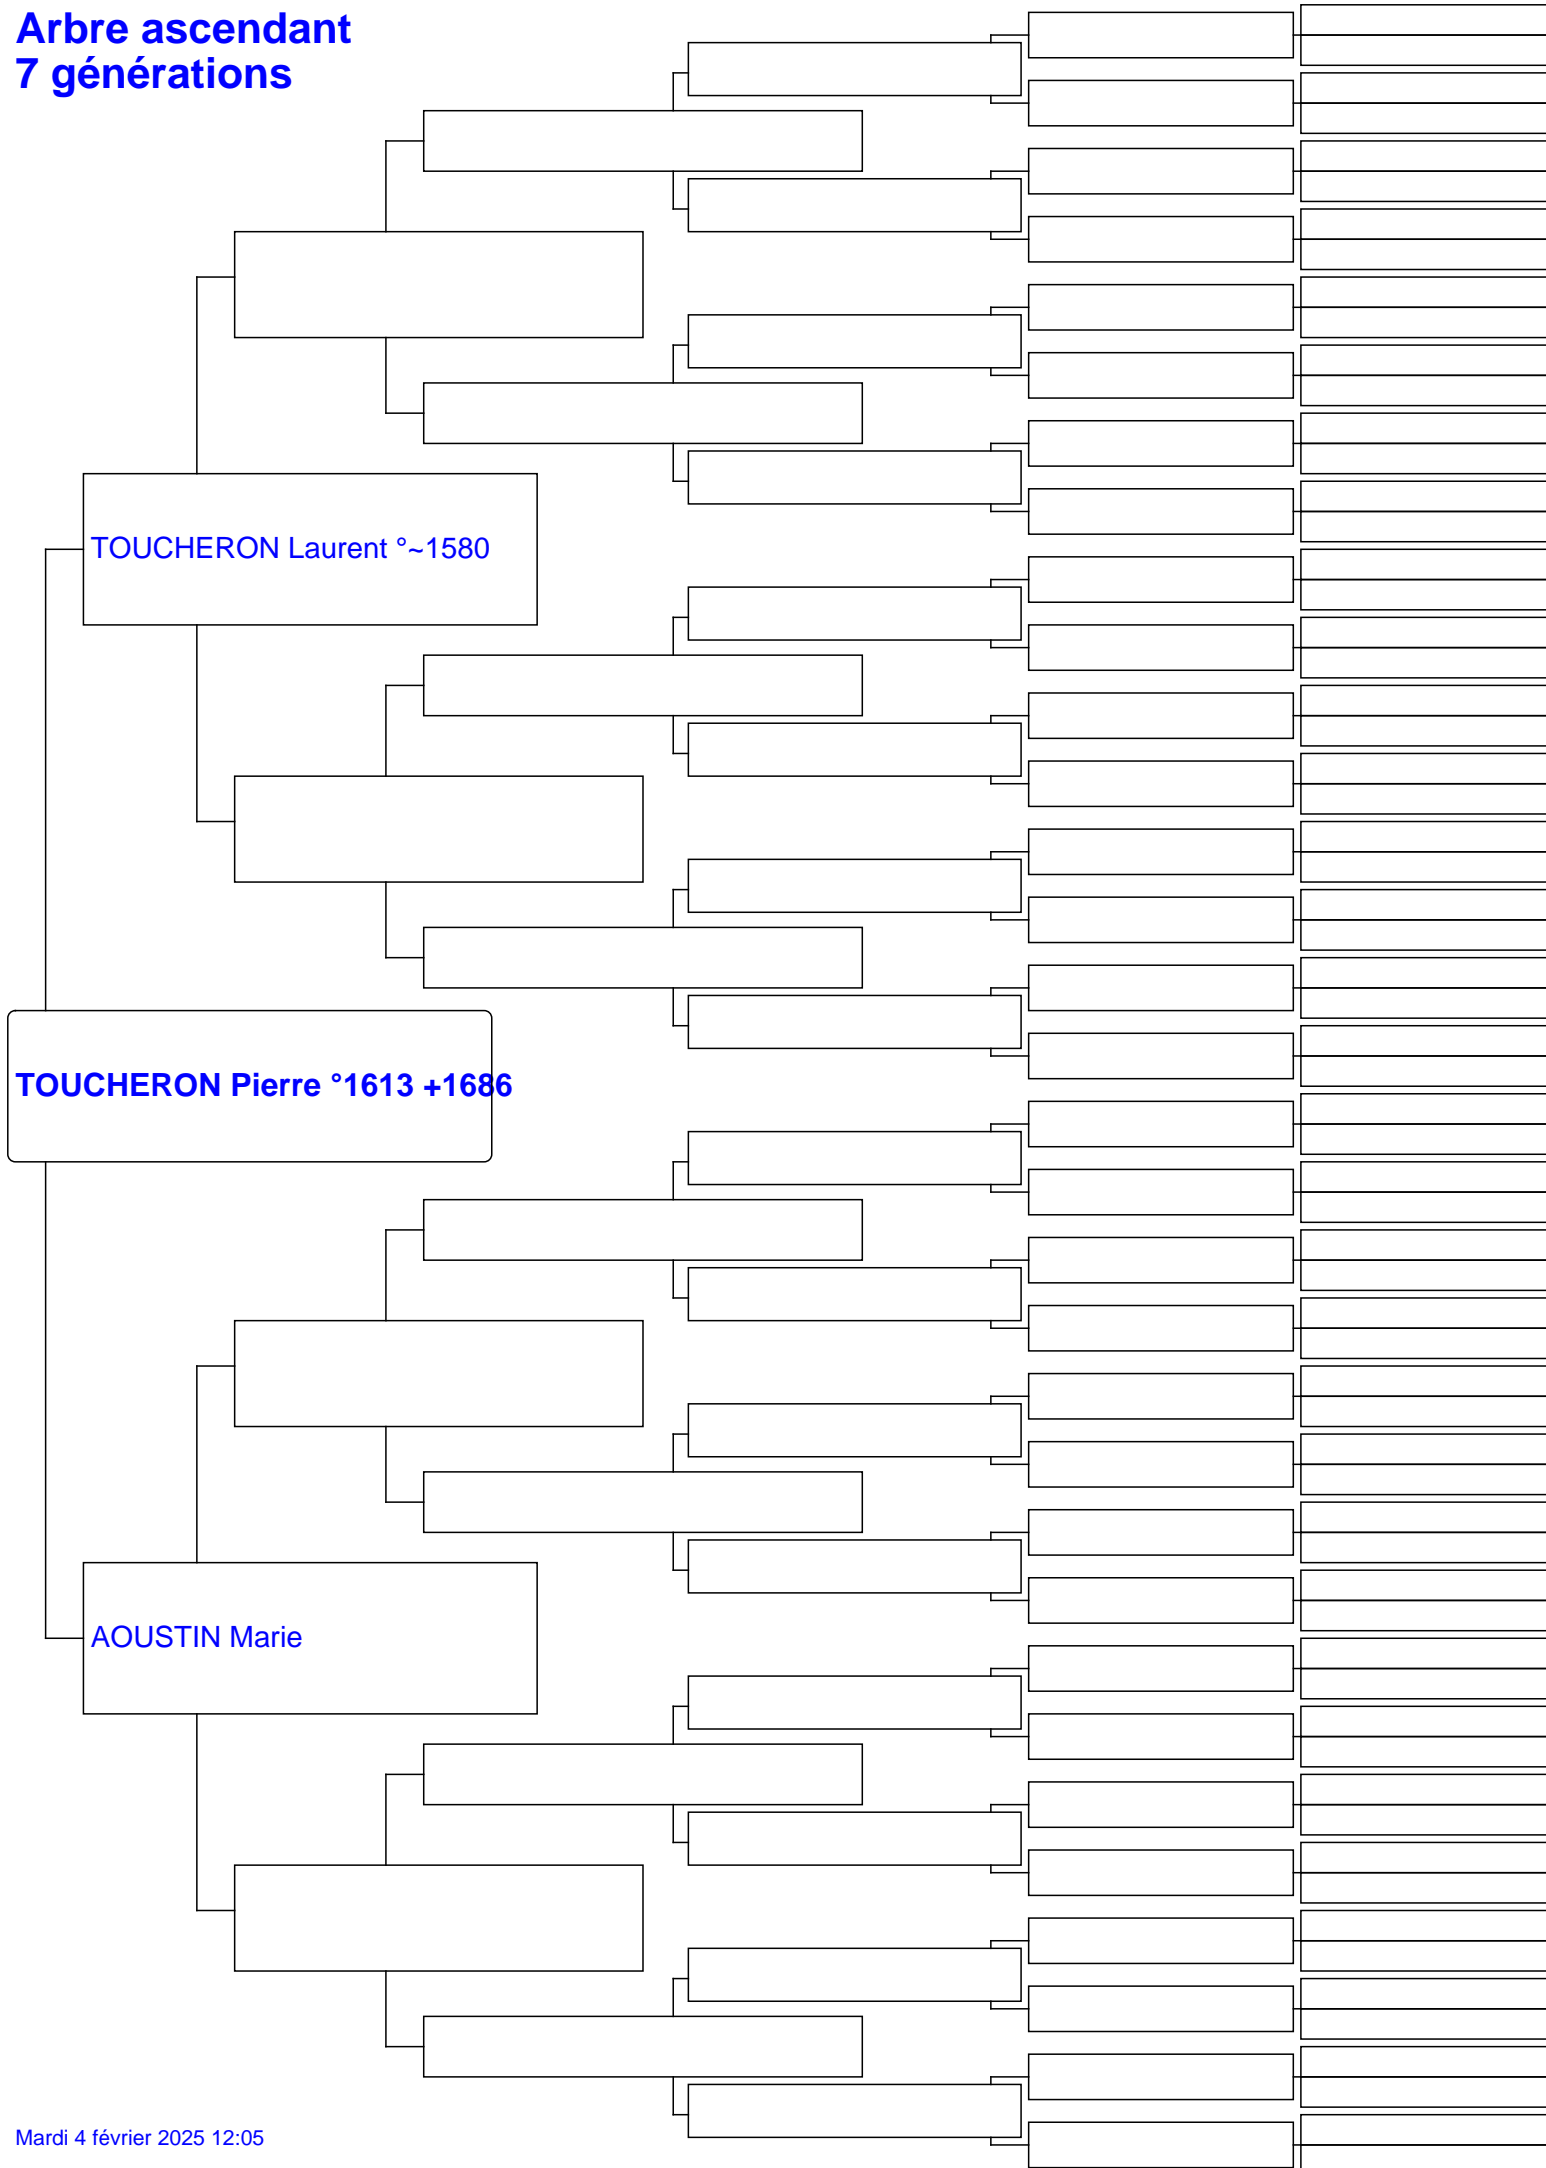 Arbre ascendant
7 générations
TOUCHERON Laurent °~1580
TOUCHERON Pierre °1613 +1686
AOUSTIN Marie
Mardi 4 février 2025 12:05